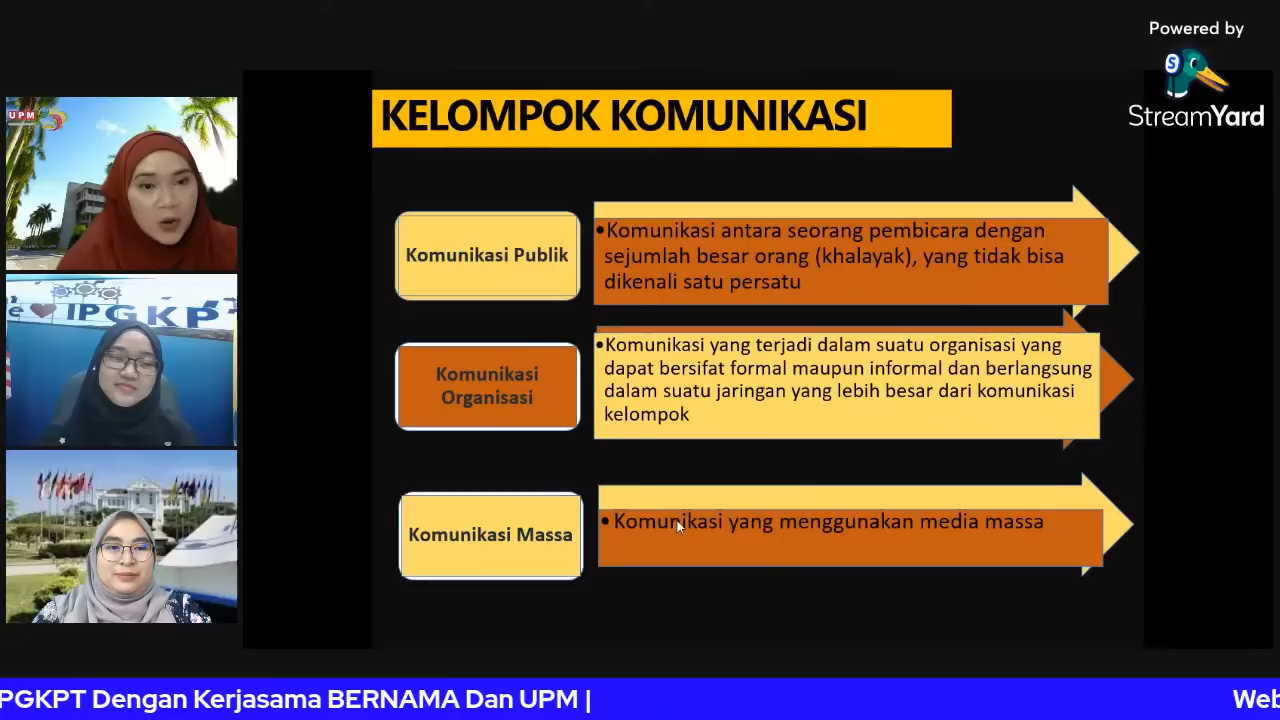 Powered by
StreamYard
UPM
KELOMPOK KOMUNIKASI
Komunikasi Publik
•Komunikasi antara seorang pembicara dengan
sejumlah besar orang (khalayak), yang tidak bisa
dikenali satu persatu
Komunikasi
Organisasi
•Komunikasi yang terjadi dalam suatu organisasi yang
dapat bersifat formal maupun informal dan berlangsung
dalam suatu jaringan yang lebih besar dari komunikasi
kelompok
Komunikasi Massa
• Komunikasi yang menggunakan media massa
e ❤ IPGKP
PGKPT Dengan Kerjasama BERNAMA Dan UPM | Web